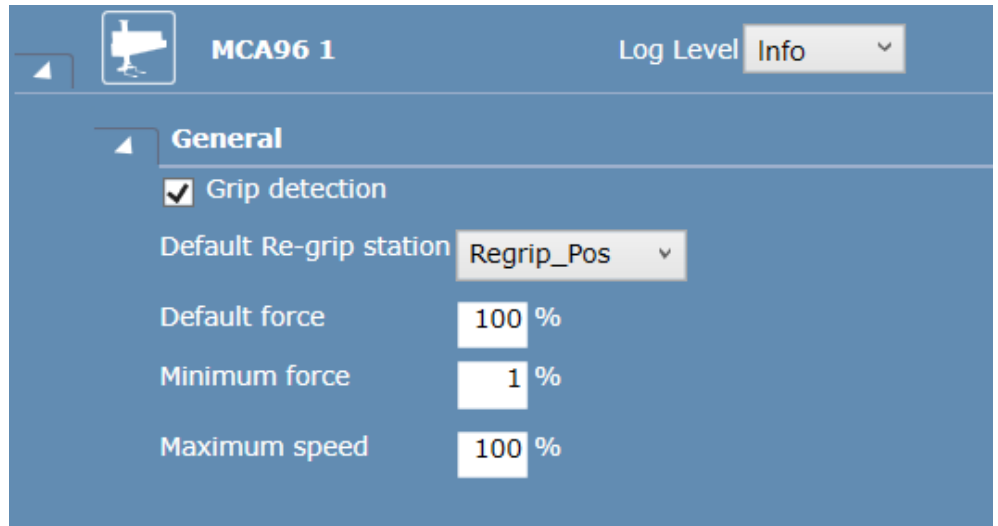 MCA96 1 Log Level Info
General
Grip detection
Default Re-grip station Regrip_Pos
Default force 100 %
Minimum force 1 %
Maximum speed 100 %